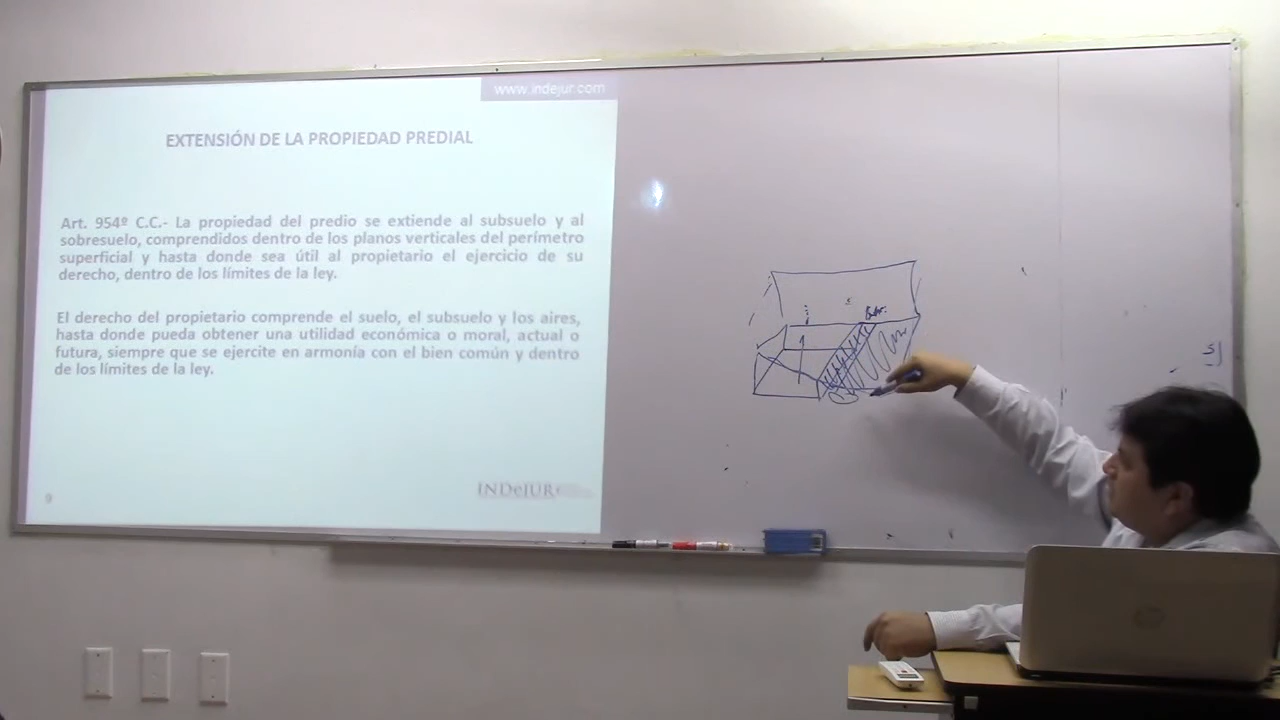 www.indejur.com
EXTENSIÓN DE LA PROPIEDAD PREDIAL
Art. 954º C.C.- La propiedad del predio se extiende al subsuelo y al
sobresuelo, comprendidos dentro de los planos verticales del perímetro
superficial y hasta donde sea útil al propietario el ejercicio de su
derecho, dentro de los límites de la ley.
El derecho del propietario comprende el suelo, el subsuelo y los aires,
hasta donde pueda obtener una utilidad económica o moral, actual o
futura, siempre que se ejercite en armonía con el bien común y dentro
de los límites de la ley.
INDeJUR
9